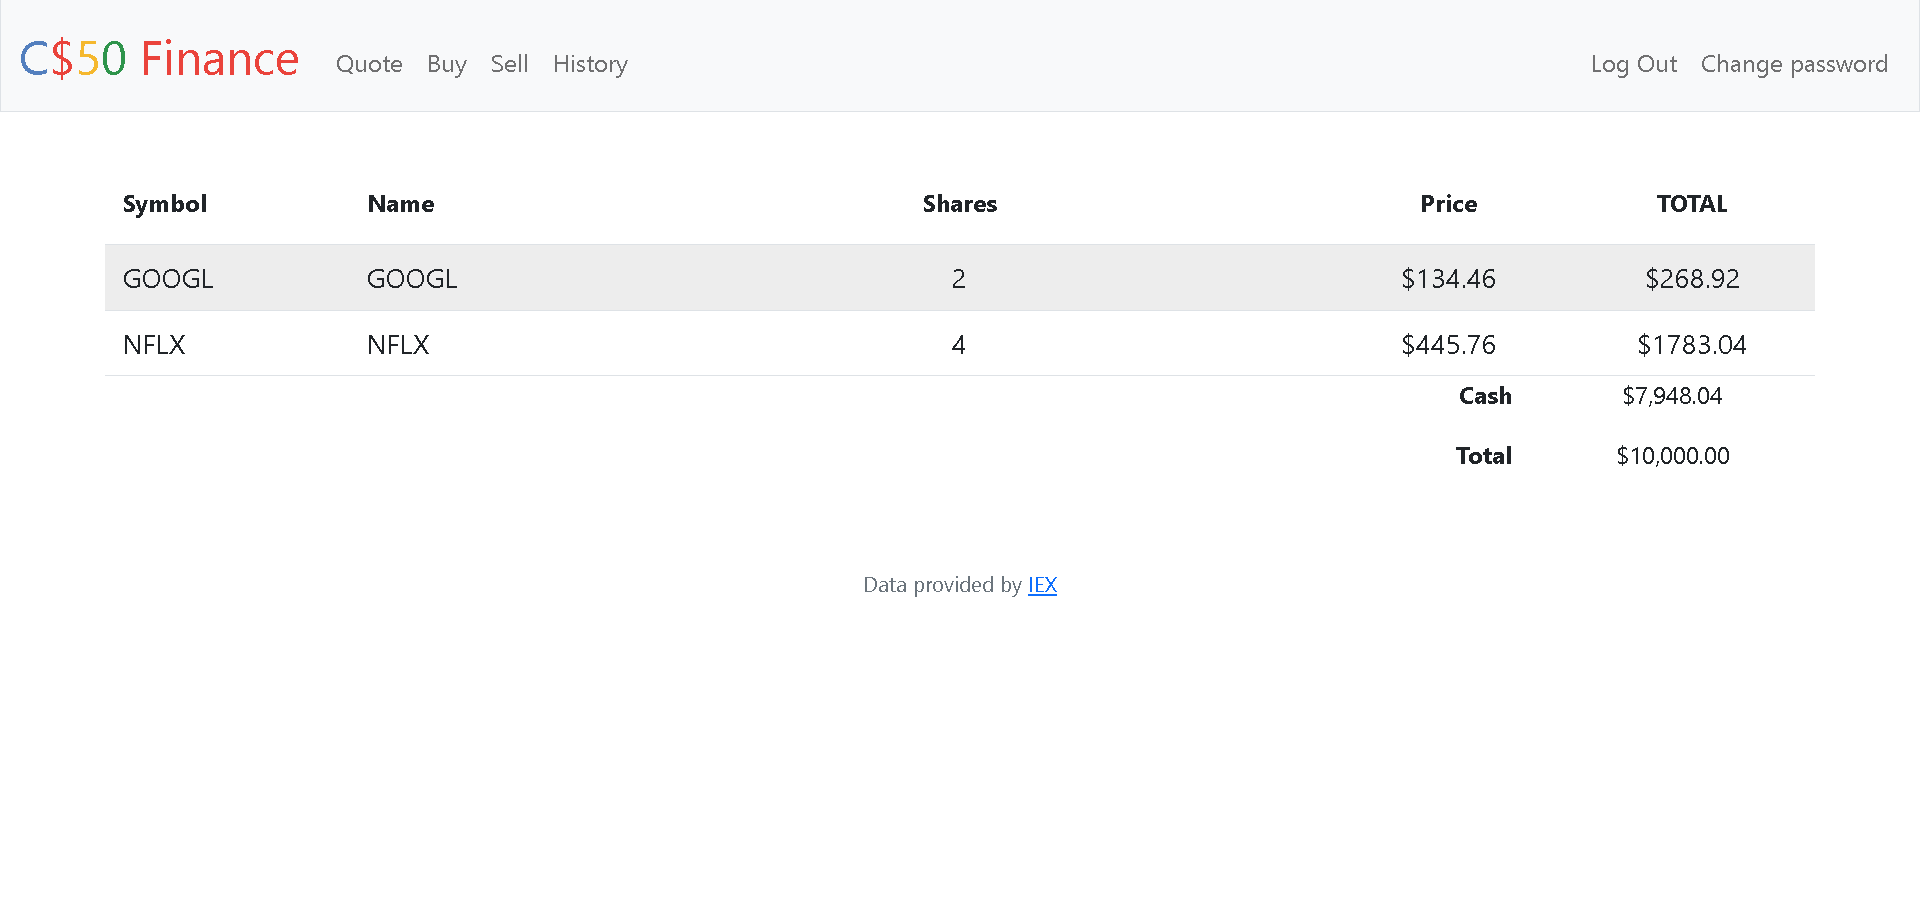 C$50 Finance Quote Buy Sell History Log Out Change password
Symbol Name Shares Price TOTAL
GOOGL GOOGL 2 $134.46 $268.92
NFLX NFLX 4 $445.76 $1783.04
Cash $7,948.04
Total $10,000.00
Data provided by IEX